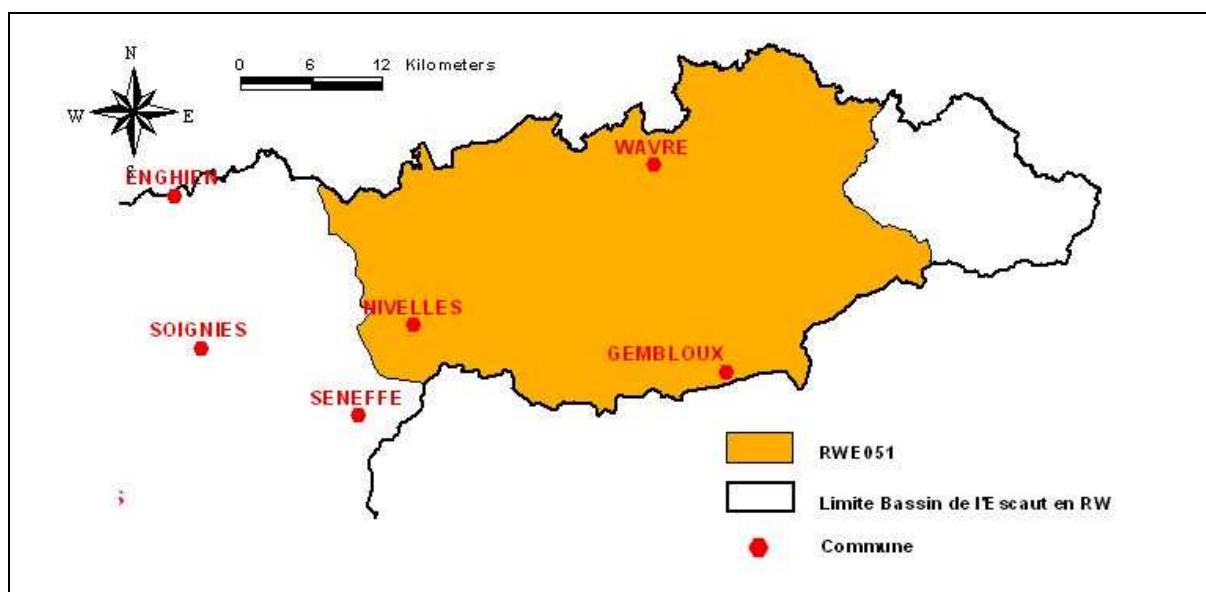 N
0 6 12 Kilometers
W E
S
ENGHIEN
WAVRE
NIVELLES
SOIGNIES
GEMBLOUX
SENEFFE
RWE051
s
Limite Bassin de l'Escaut en RW
Commune